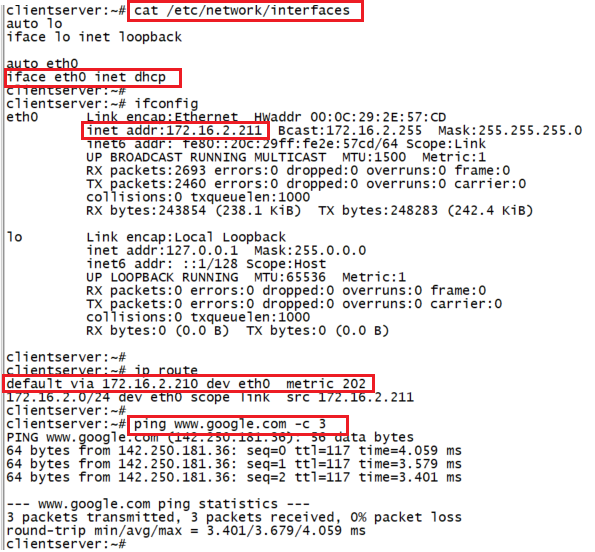 clientserver:~# cat /etc/network/interfaces
auto lo
iface lo inet loopback
auto eth0
iface eth0 inet dhcp
clientserver:~#
clientserver:~# ifconfig
eth0      Link encap:Ethernet  HWaddr 00:0C:29:2E:57:CD
          inet addr:172.16.2.211  Bcast:172.16.2.255  Mask:255.255.255.0
          inet6 addr: fe80::20c:29ff:fe2e:57cd/64 Scope:Link
          UP BROADCAST RUNNING MULTICAST  MTU:1500  Metric:1
          RX packets:2693 errors:0 dropped:0 overruns:0 frame:0
          TX packets:2460 errors:0 dropped:0 overruns:0 carrier:0
          collisions:0 txqueuelen:1000
          RX bytes:243854 (238.1 KiB)  TX bytes:248283 (242.4 KiB)
lo        Link encap:Local Loopback
          inet addr:127.0.0.1  Mask:255.0.0.0
          inet6 addr: ::1/128 Scope:Host
          UP LOOPBACK RUNNING  MTU:65536  Metric:1
          RX packets:0 errors:0 dropped:0 overruns:0 frame:0
          TX packets:0 errors:0 dropped:0 overruns:0 carrier:0
          collisions:0 txqueuelen:1000
          RX bytes:0 (0.0 B)  TX bytes:0 (0.0 B)
clientserver:~#
clientserver:~# ip route
default via 172.16.2.210 dev eth0  metric 202
172.16.2.0/24 dev eth0 scope link  src 172.16.2.211
clientserver:~#
clientserver:~# ping www.google.com -c 3
PING www.google.com (142.250.181.36): 56 data bytes
64 bytes from 142.250.181.36: seq=0 ttl=117 time=4.059 ms
64 bytes from 142.250.181.36: seq=1 ttl=117 time=3.579 ms
64 bytes from 142.250.181.36: seq=2 ttl=117 time=3.401 ms
--- www.google.com ping statistics ---
3 packets transmitted, 3 packets received, 0% packet loss
round-trip min/avg/max = 3.401/3.679/4.059 ms
clientserver:~#